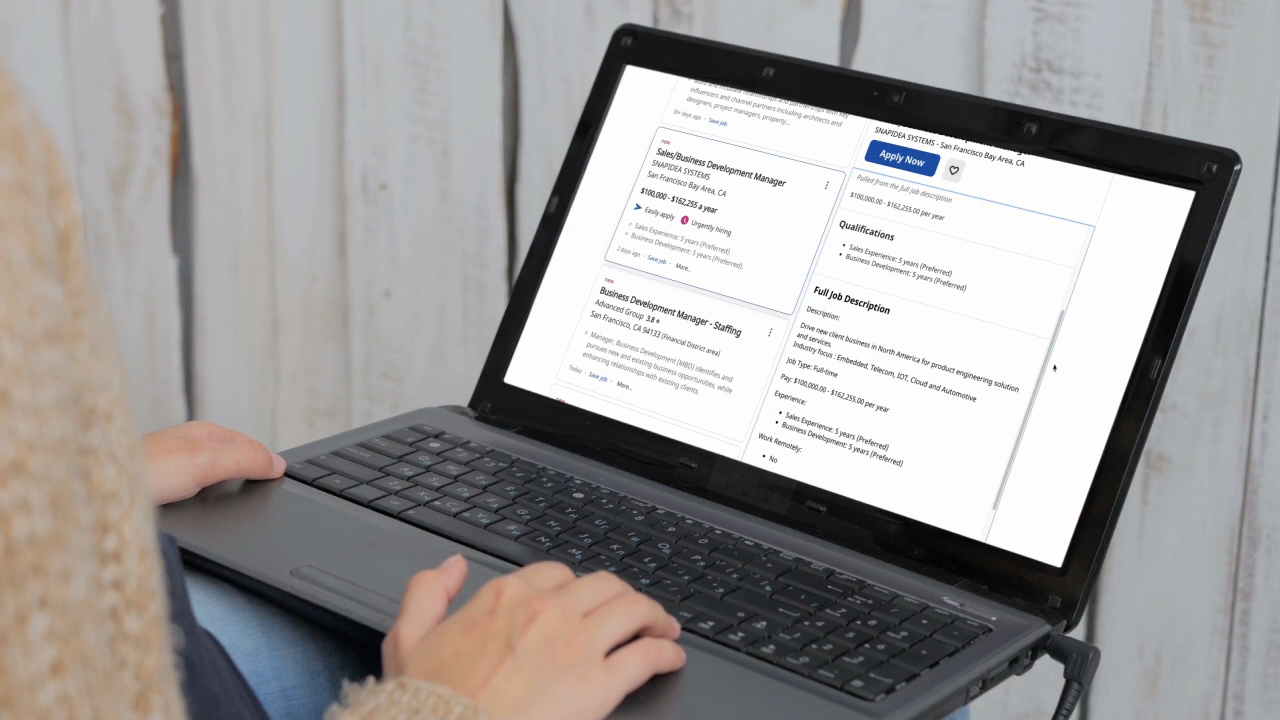 influencers and channel partners including architects and
designers, project managers, property...
30+ days ago · Save job
new
Sales/Business Development Manager
SNAPIDEA SYSTEMS
San Francisco Bay Area, CA
$100,000 - $162,255 a year
Easily apply Urgently hiring
Sales Experience: 5 years (Preferred).
Business Development: 5 years (Preferred).
2 days ago · Save job · More...
new
Business Development Manager - Staffing
Advanced Group 3.8
San Francisco, CA 94133 (Financial District area)
Manager, Business Development (MBD) identifies and
pursues new and existing business opportunities, while
enhancing relationships with existing clients.
Today · Save job · More...
SNAPIDEA SYSTEMS - San Francisco Bay Area, CA
Apply Now
Pulled from the full job description
$100,000.00 - $162,255.00 per year
Qualifications
• Sales Experience: 5 years (Preferred)
• Business Development: 5 years (Preferred)
Full Job Description
Description:
Drive new client business in North America for product engineering solution
and services.
Industry focus : Embedded, Telecom, IOT, Cloud and Automotive
Job Type: Full-time
Pay: $100,000.00 - $162,255.00 per year
Experience:
• Sales Experience: 5 years (Preferred)
• Business Development: 5 years (Preferred)
Work Remotely:
• No